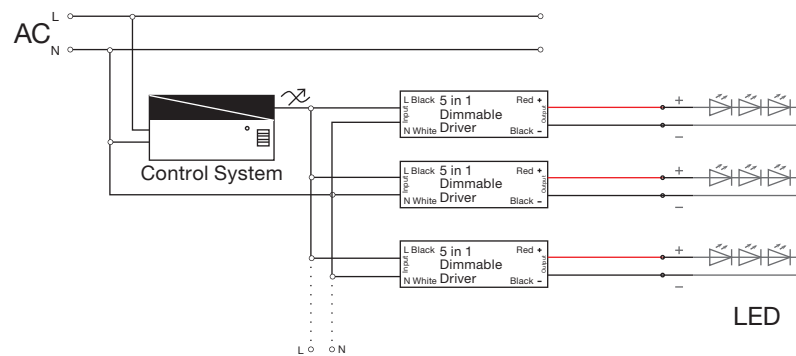 AC
L
N
Control System
L Black 5 in 1 Red +
Input Dimmable Output
N White Driver Black -
+
-
L Black 5 in 1 Red +
Input Dimmable Output
N White Driver Black -
+
-
L Black 5 in 1 Red +
Input Dimmable Output
N White Driver Black -
+
-
LED
L N